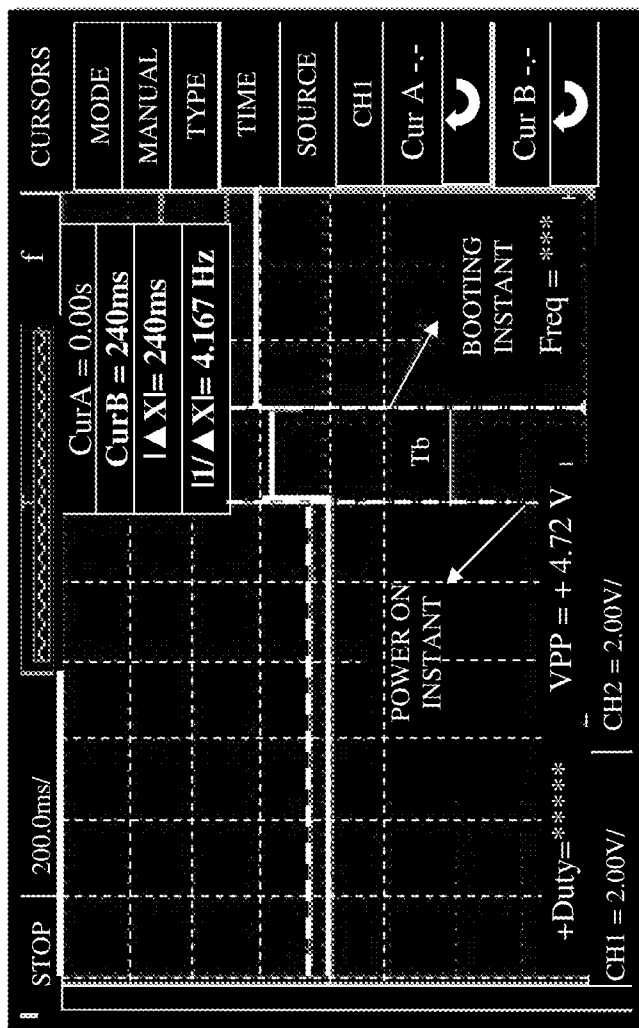 STOP
200.0ms/
f
CURSORS
MODE
MANUAL
TYPE
TIME
SOURCE
CH1
Cur A -.-
Cur B -.-
CurA = 0.00s
CurB = 240ms
|▲X|= 240ms
|1/▲X|= 4.167 Hz
Tb
POWER ON
INSTANT
BOOTING
INSTANT
+Duty=*****
VPP = + 4.72 V
Freq = ***
CH1 = 2.00V/
CH2 = 2.00V/